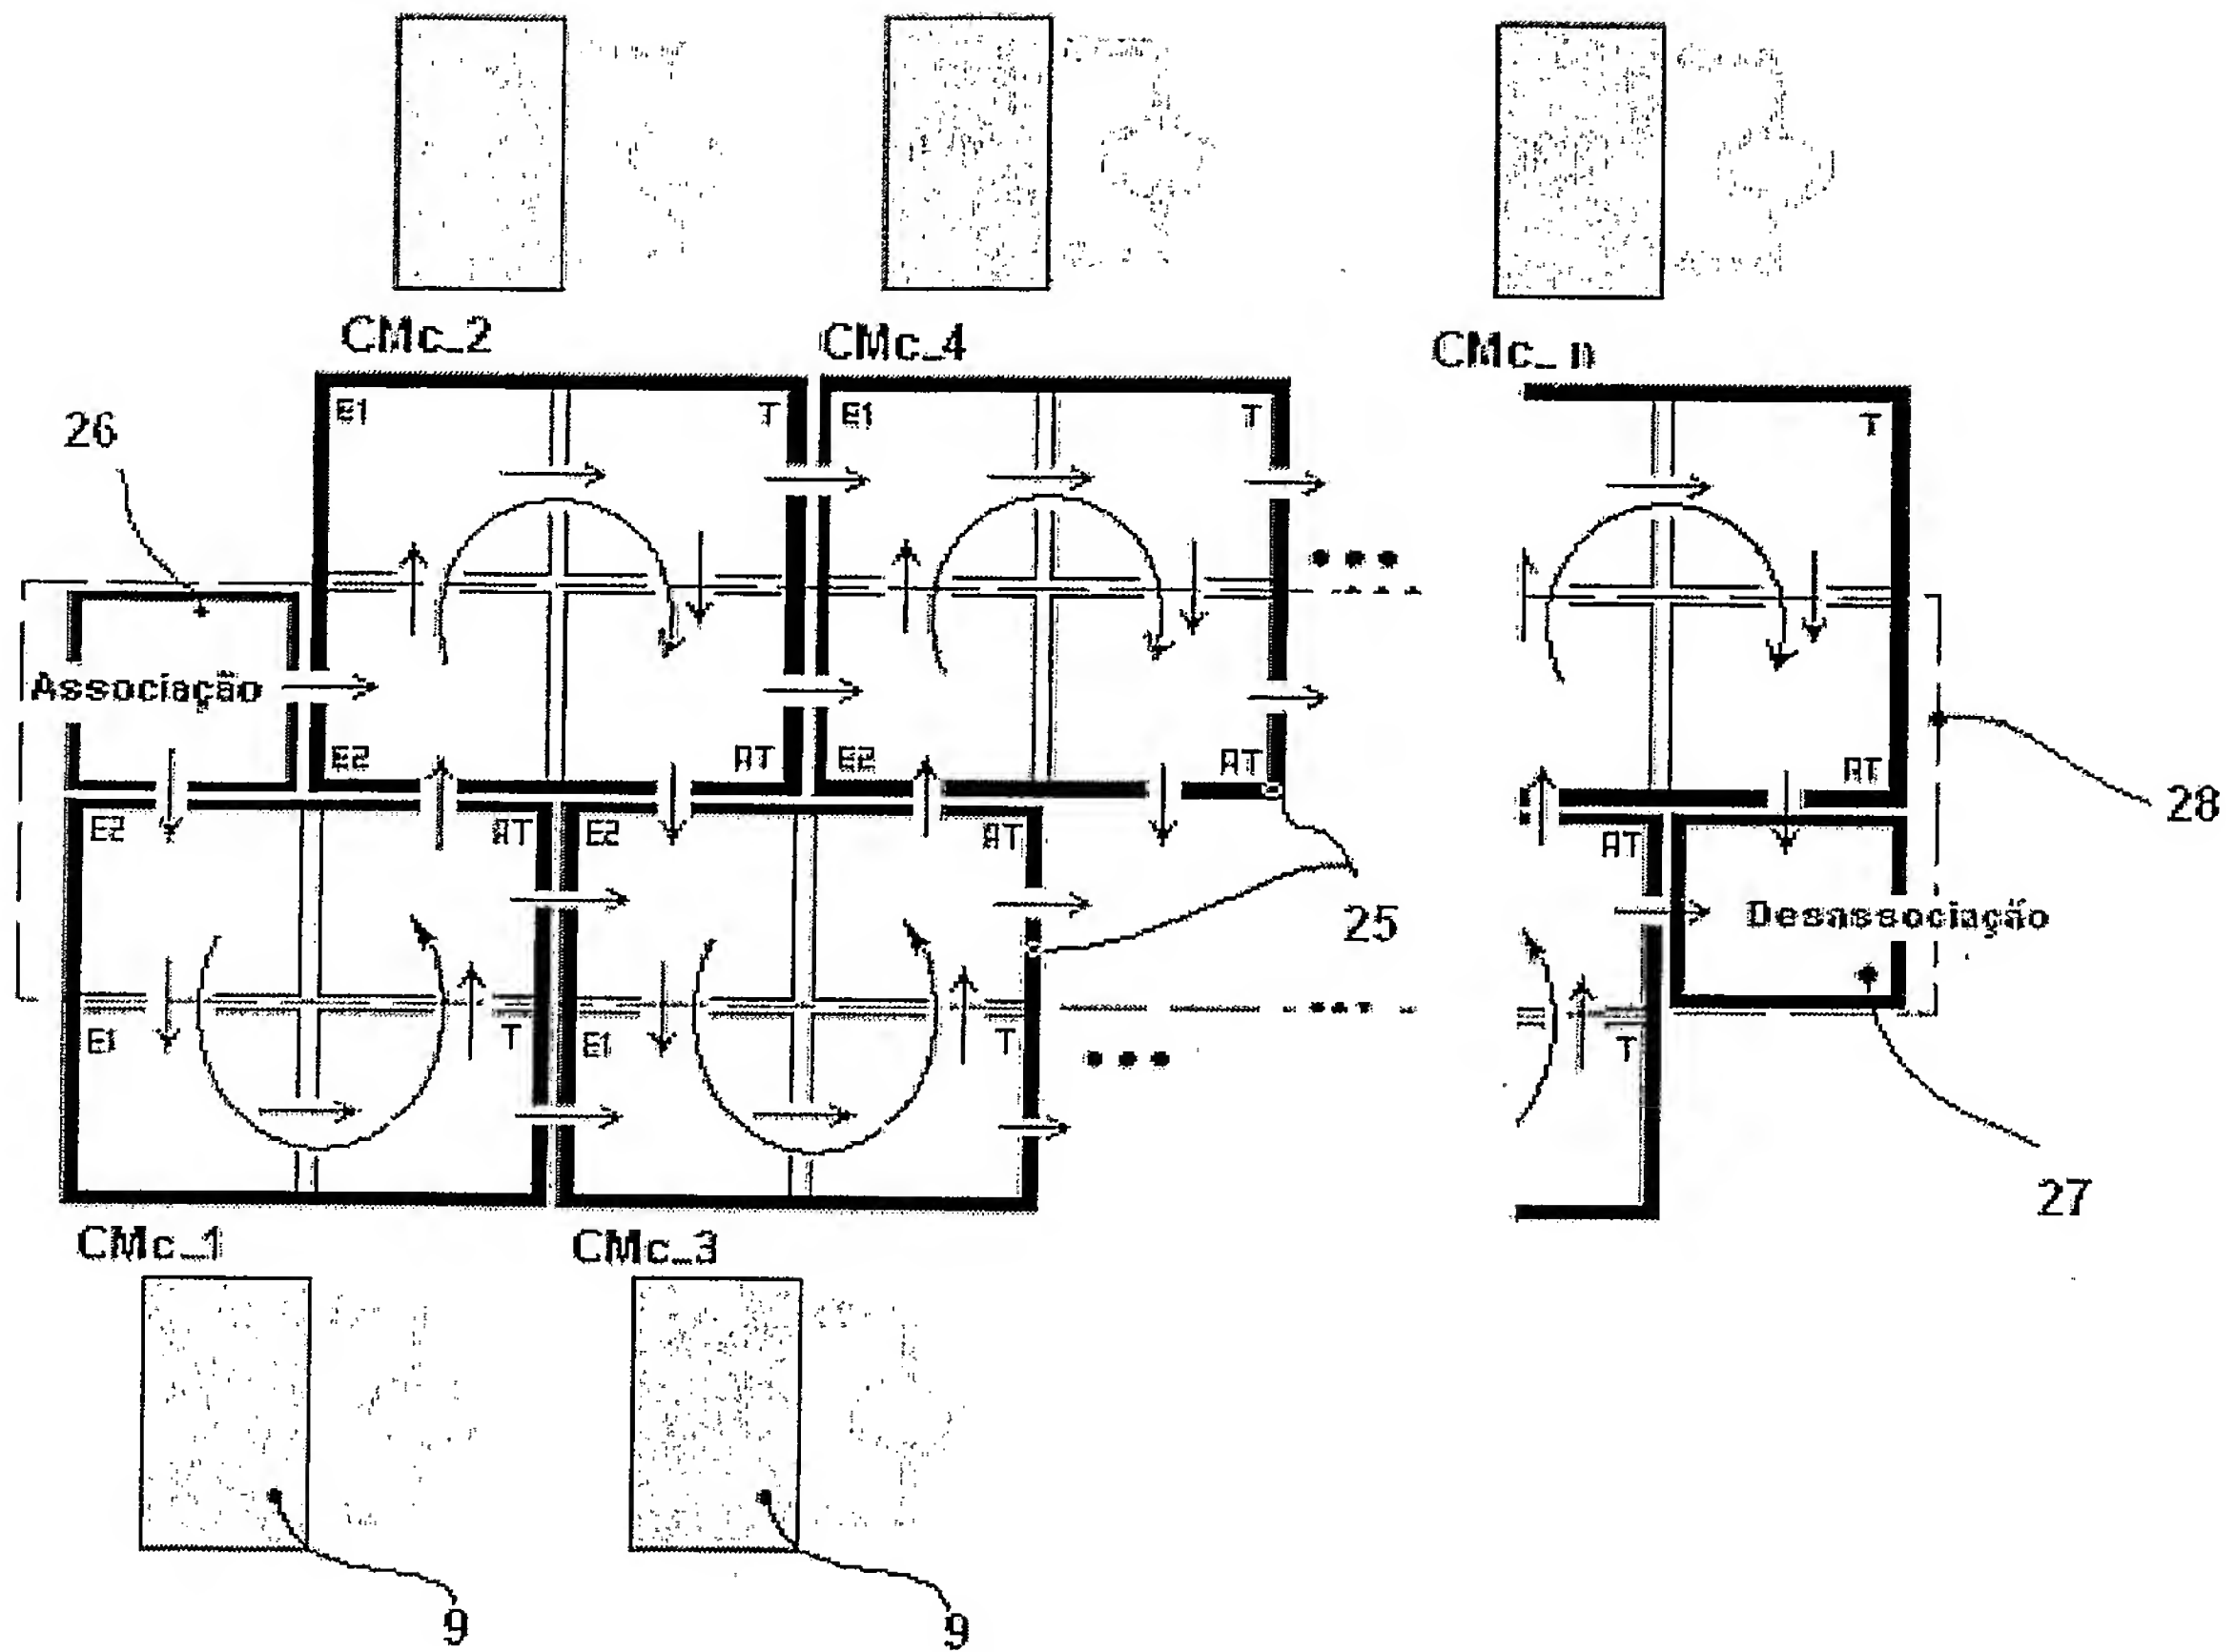 CMc_2
CMc_4
CMc_n
E1 T E1 T T
26
Associação
28
E2 AT E2 AT AT
E2 AT E2 AT AT
25
Desassociação
E1 T E1 T T
27
CMc_1
CMc_3
9
9